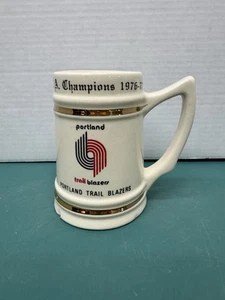 A. Champions 1976-7
portland
trail blazers
PORTLAND TRAIL BLAZERS